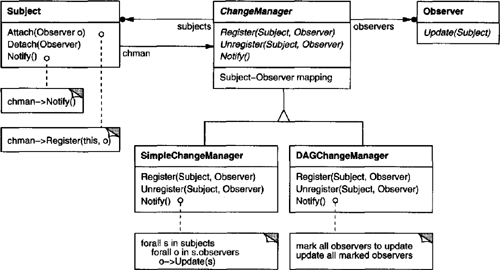 Subject
Attach(Observer o)
Detach(Observer)
Notify()
chman->Notify()
chman->Register(this, o)
subjects
chman
ChangeManager
Register(Subject, Observer)
Unregister(Subject, Observer)
Notify()
Subject-Observer mapping
observers
Observer
Update(Subject)
SimpleChangeManager
Register(Subject, Observer)
Unregister(Subject, Observer)
Notify()
forall s in subjects
forall o in s.observers
o->Update(s)
DAGChangeManager
Register(Subject, Observer)
Unregister(Subject, Observer)
Notify()
mark all observers to update
update all marked observers